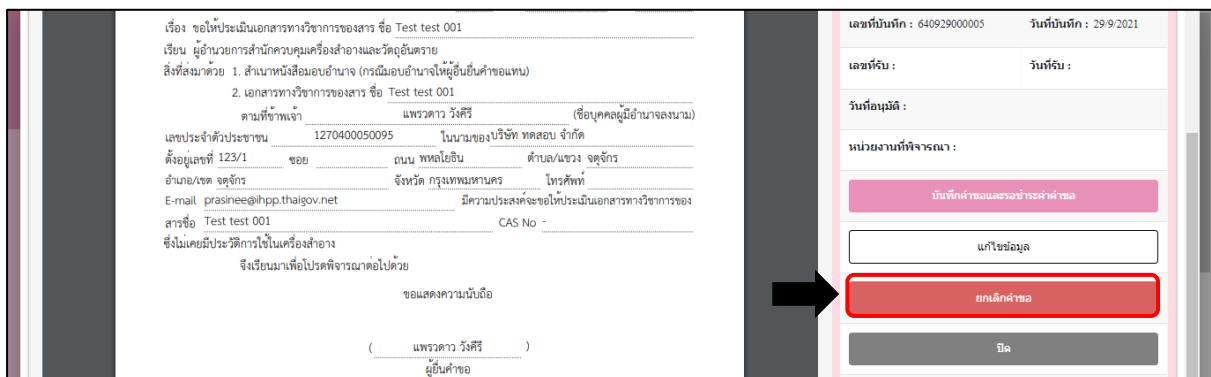 เรื่อง ขอให้ประเมินเอกสารทางวิชาการของสาร ชื่อ Test test 001
เรียน ผู้อำนวยการสำนักควบคุมเครื่องสำอางและวัตถุอันตราย
สิ่งที่ส่งมาด้วย 1. สำเนาหนังสือมอบอำนาจ (กรณีมอบอำนาจให้ผู้อื่นยื่นคำขอแทน)
2. เอกสารทางวิชาการของสาร ชื่อ Test test 001
ตามที่ข้าพเจ้า แพรวดาว วังคีรี (ชื่อบุคคลผู้มีอำนาจลงนาม)
เลขประจำตัวประชาชน 1270400050095 ในนามของบริษัท ทดสอบ จำกัด
ตั้งอยู่เลขที่ 123/1 ซอย ถนน พหลโยธิน ตำบล/แขวง จตุจักร
อำเภอ/เขต จตุจักร จังหวัด กรุงเทพมหานคร โทรศัพท์
E-mail prasinee@ihpp.thaigov.net มีความประสงค์จะขอให้ประเมินเอกสารทางวิชาการของ
สารชื่อ Test test 001 CAS No -
ซึ่งไม่เคยมีประวัติการใช้ในเครื่องสำอาง
จึงเรียนมาเพื่อโปรดพิจารณาต่อไปด้วย
ขอแสดงความนับถือ
( แพรวดาว วังคีรี )
ผู้ยื่นคำขอ
เลขที่บันทึก : 640929000005 วันที่บันทึก : 29/9/2021
เลขที่รับ : วันที่รับ :
วันที่อนุมัติ :
หน่วยงานที่พิจารณา :
บันทึกคำขอและรอชำระค่าคำขอ
แก้ไขข้อมูล
ยกเลิกคำขอ
ปิด